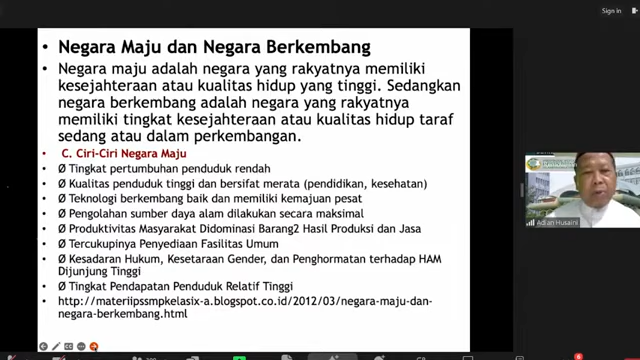 Sign in
• Negara Maju dan Negara Berkembang
• Negara maju adalah negara yang rakyatnya memiliki
kesejahteraan atau kualitas hidup yang tinggi. Sedangkan
negara berkembang adalah negara yang rakyatnya
memiliki tingkat kesejahteraan atau kualitas hidup taraf
sedang atau dalam perkembangan.
• C. Ciri-Ciri Negara Maju
• Ø Tingkat pertumbuhan penduduk rendah
• Ø Kualitas penduduk tinggi dan bersifat merata (pendidikan, kesehatan)
• Ø Teknologi berkembang baik dan memiliki kemajuan pesat
• Ø Pengolahan sumber daya alam dilakukan secara maksimal
• Ø Produktivitas Masyarakat Didominasi Barang2 Hasil Produksi dan Jasa
• Ø Tercukupinya Penyediaan Fasilitas Umum
• Ø Kesadaran Hukum, Kesetaraan Gender, dan Penghormatan terhadap HAM
Dijunjung Tinggi
• Ø Tingkat Pendapatan Penduduk Relatif Tinggi
• http://materiipssmpkelasix-a.blogspot.co.id/2012/03/negara-maju-dan-
negara-berkembang.html
Adian Husaini